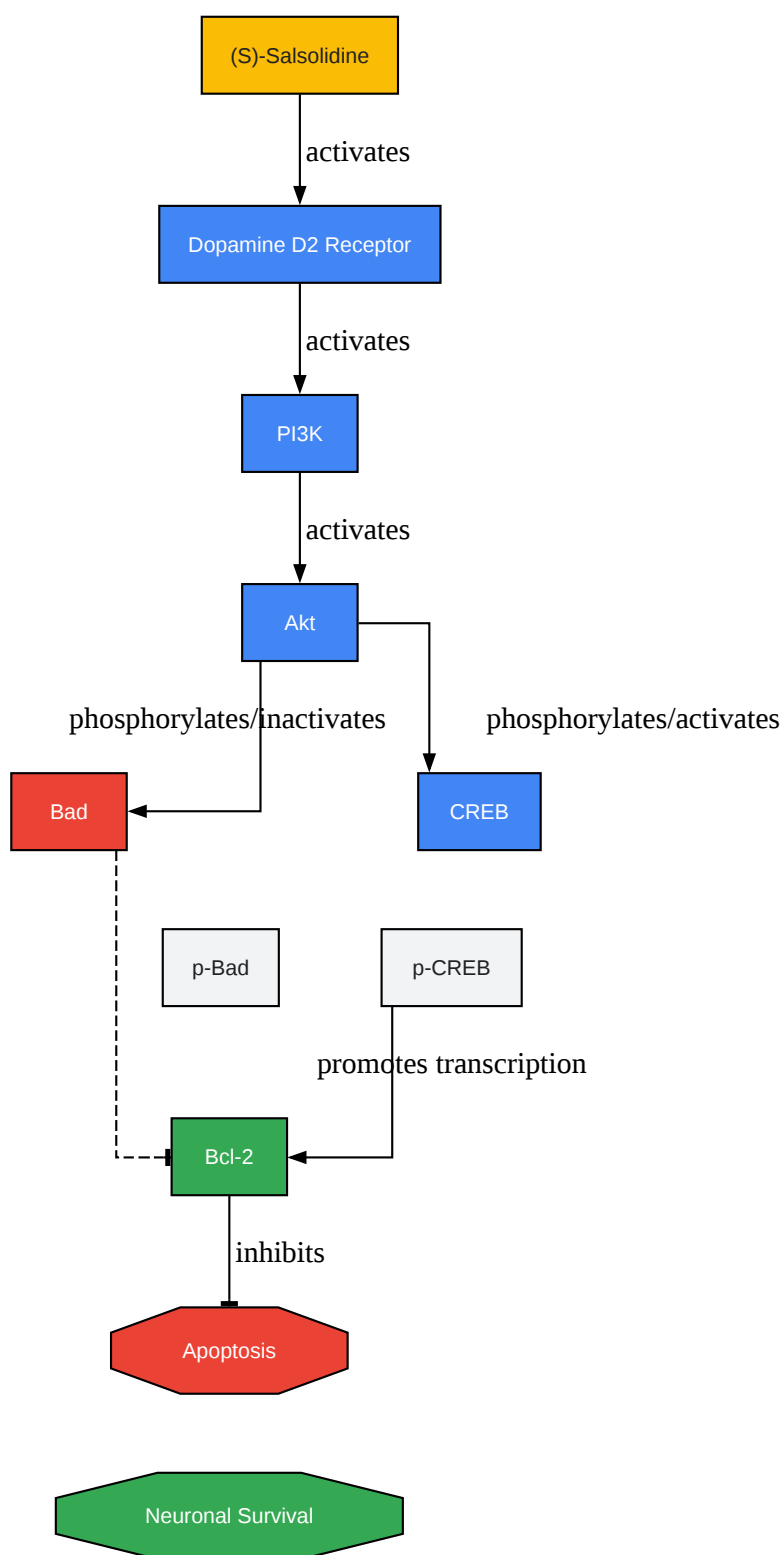 (S)-Salsolidine
activates
Dopamine D2 Receptor
activates
PI3K
activates
Akt
phosphorylates/inactivates
phosphorylates/activates
Bad
CREB
p-Bad
p-CREB
promotes transcription
Bcl-2
inhibits
Apoptosis
Neuronal Survival